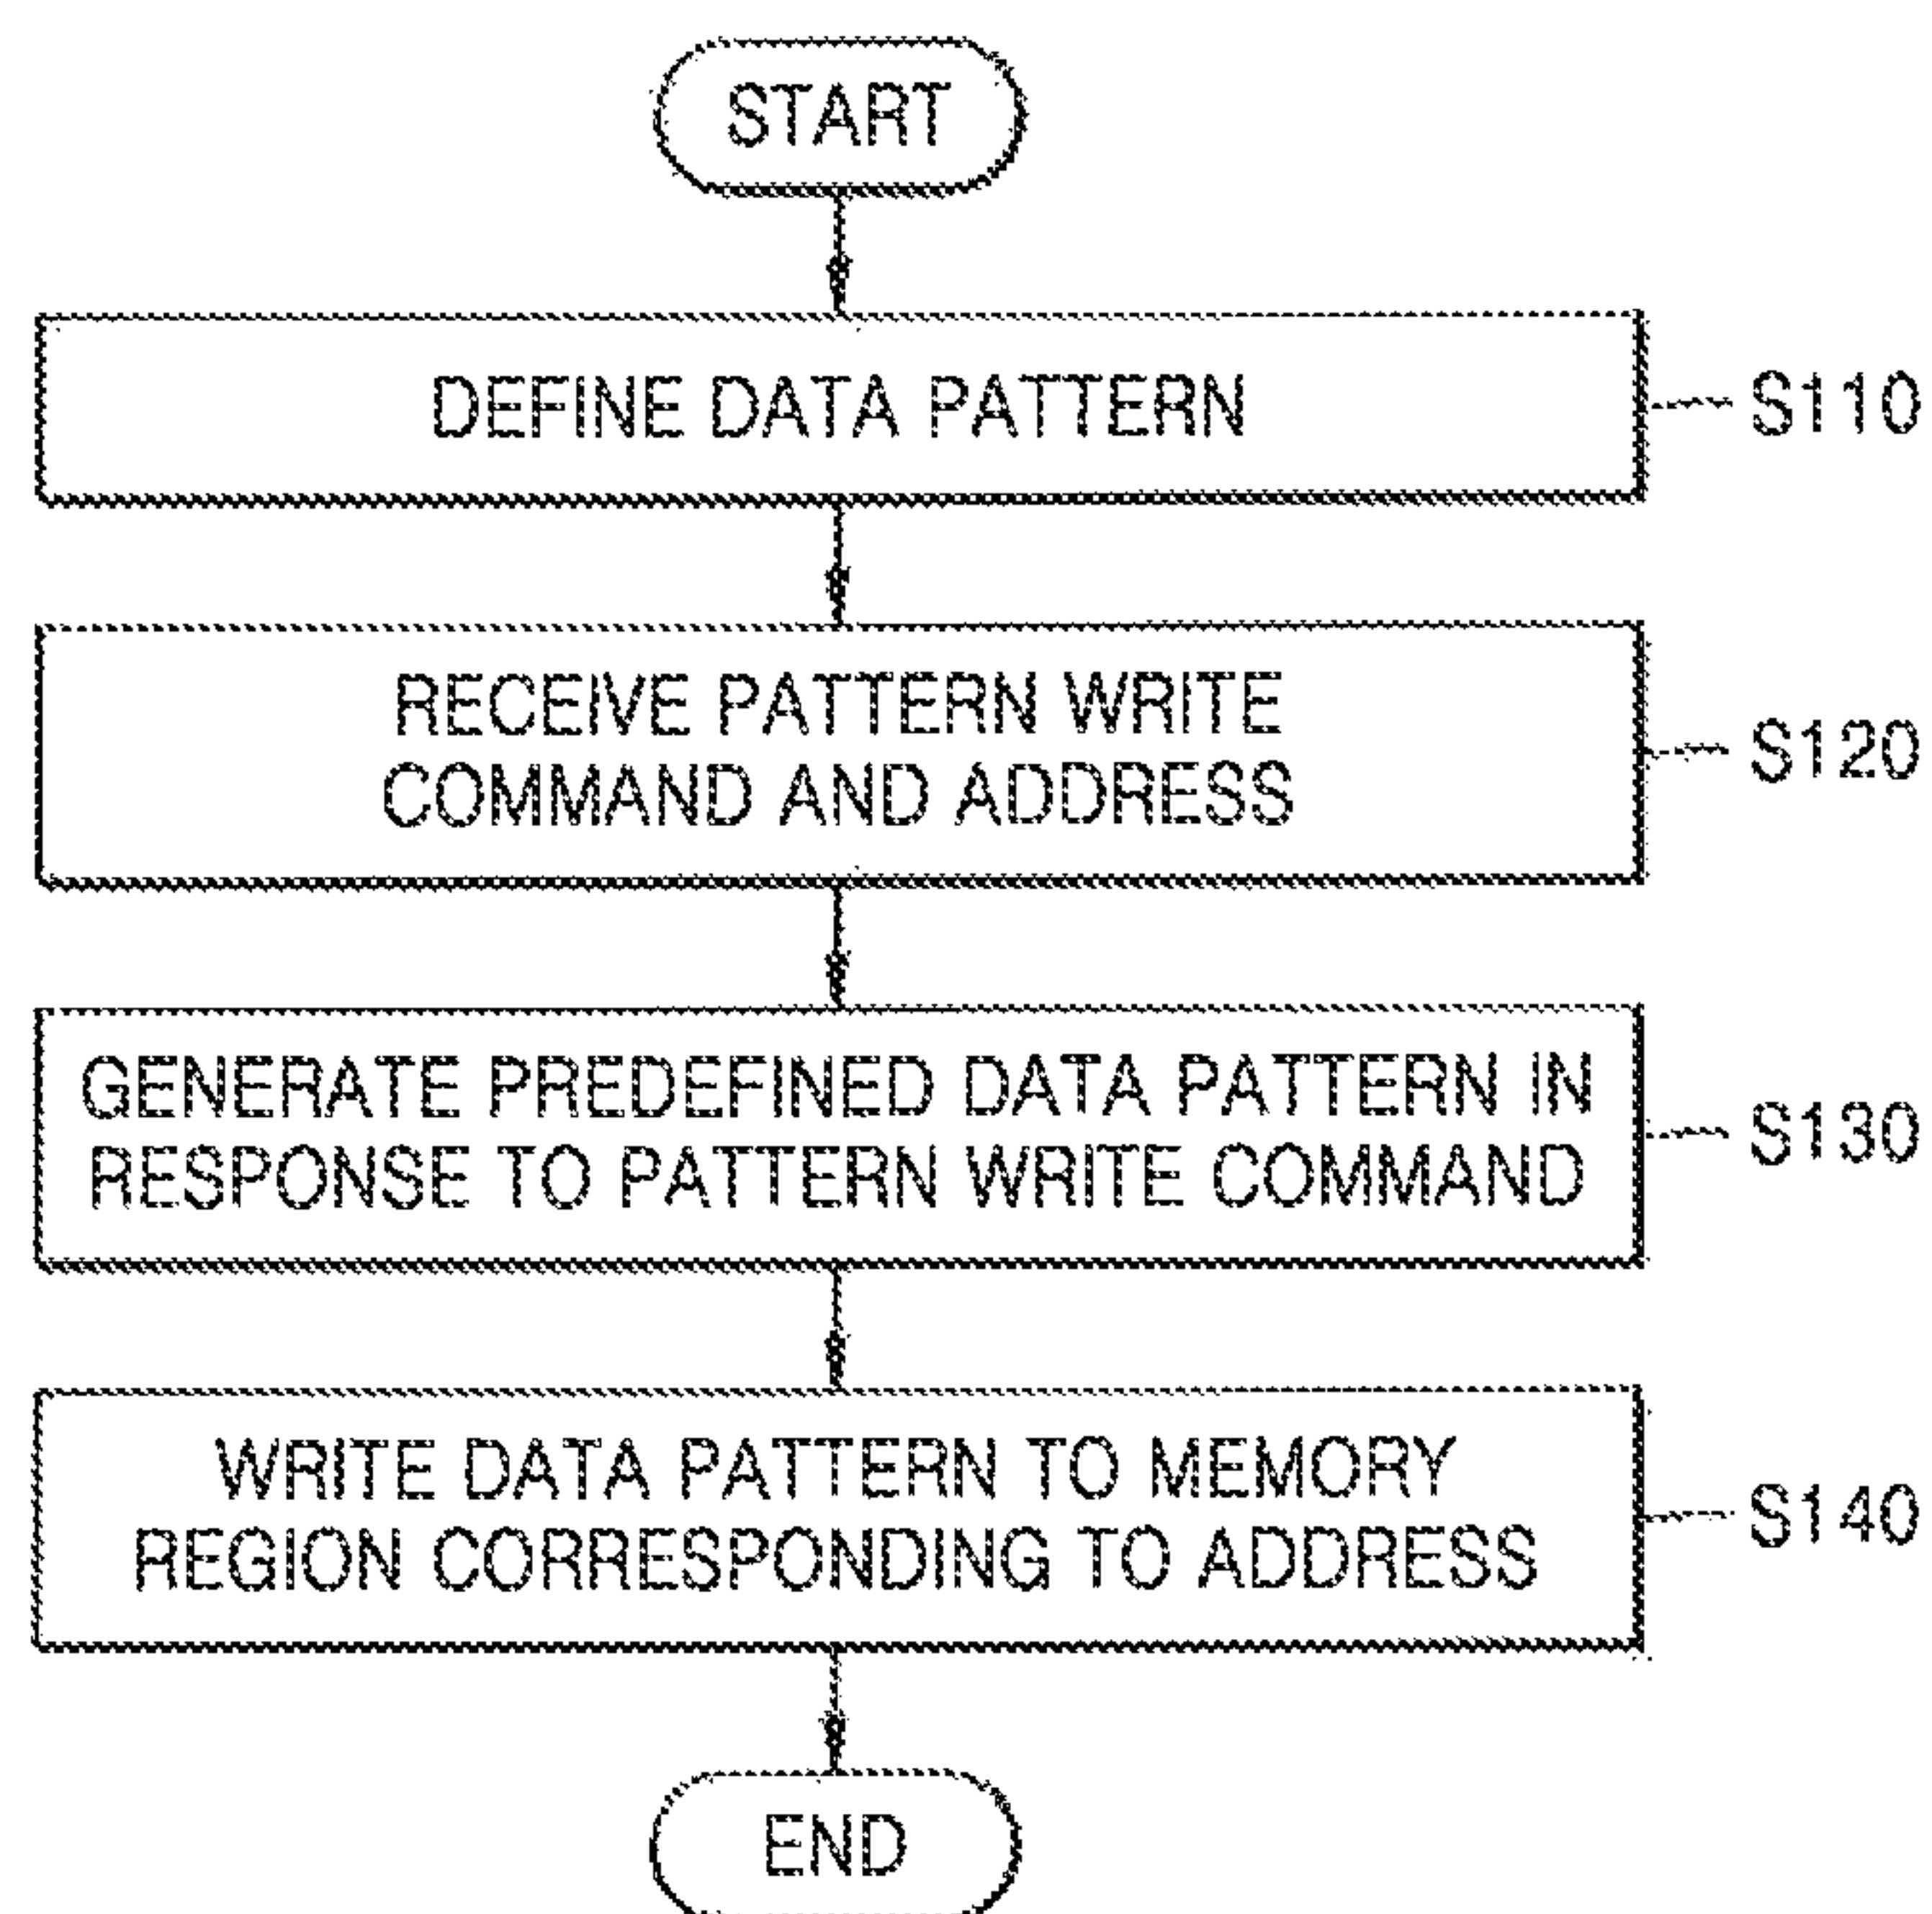 START
DEFINE DATA PATTERN
S110
RECEIVE PATTERN WRITE
COMMAND AND ADDRESS
S120
GENERATE PREDEFINED DATA PATTERN IN
RESPONSE TO PATTERN WRITE COMMAND
S130
WRITE DATA PATTERN TO MEMORY
REGION CORRESPONDING TO ADDRESS
S140
END